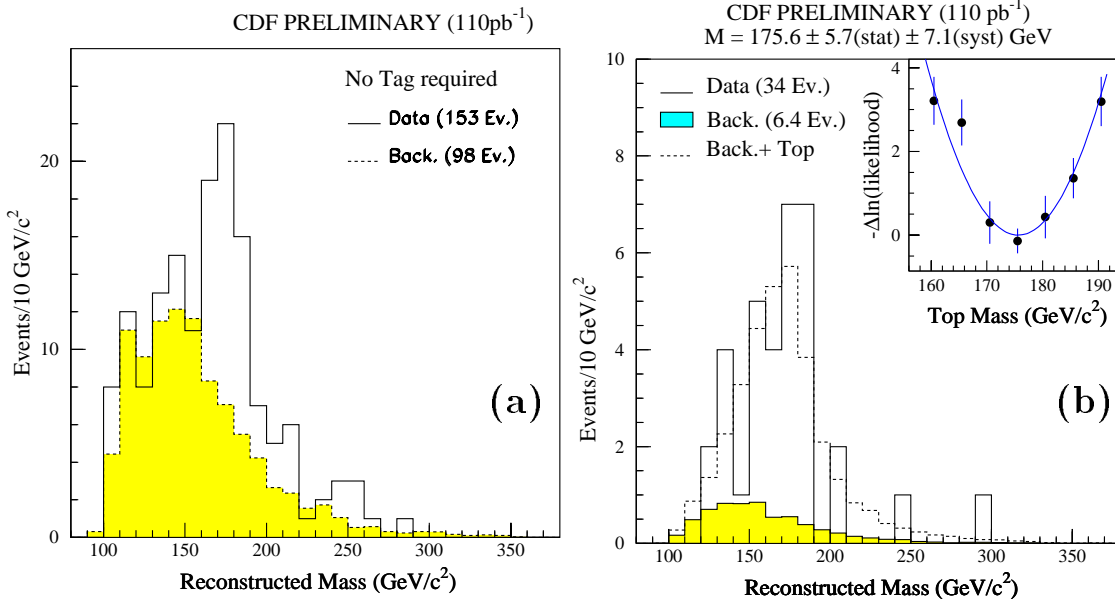 CDF PRELIMINARY (110pb⁻¹)
No Tag required
Data (153 Ev.)
Back. (98 Ev.)
Events/10 GeV/c²
20
10
0
(a)
100 150 200 250 300 350
Reconstructed Mass (GeV/c²)
CDF PRELIMINARY (110 pb⁻¹)
M = 175.6 ± 5.7(stat) ± 7.1(syst) GeV
Data (34 Ev.)
Back. (6.4 Ev.)
Back.+ Top
Events/10 GeV/c²
10
8
6
4
2
0
-Δln(likelihood)
4
2
0
160 170 180 190
Top Mass (GeV/c²)
(b)
100 150 200 250 300 350
Reconstructed Mass (GeV/c²)